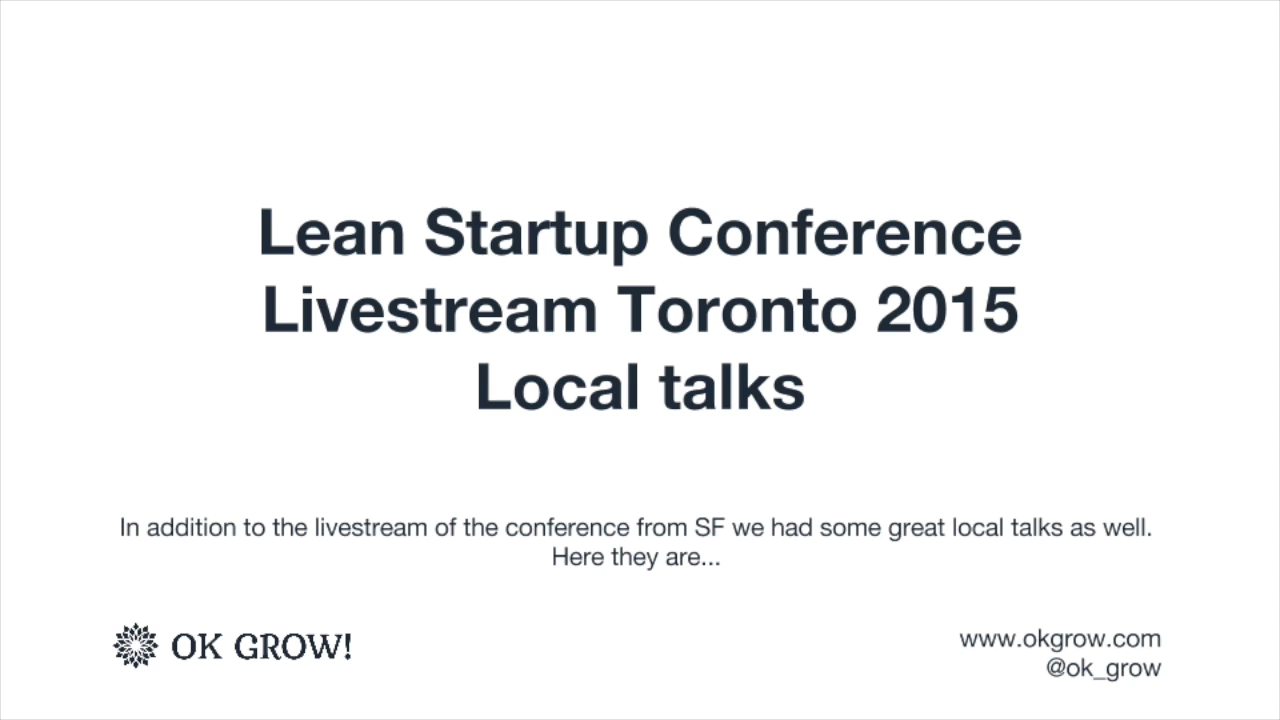 Lean Startup Conference
Livestream Toronto 2015
Local talks
In addition to the livestream of the conference from SF we had some great local talks as well.
Here they are...
OK GROW!
www.okgrow.com
@ok_grow